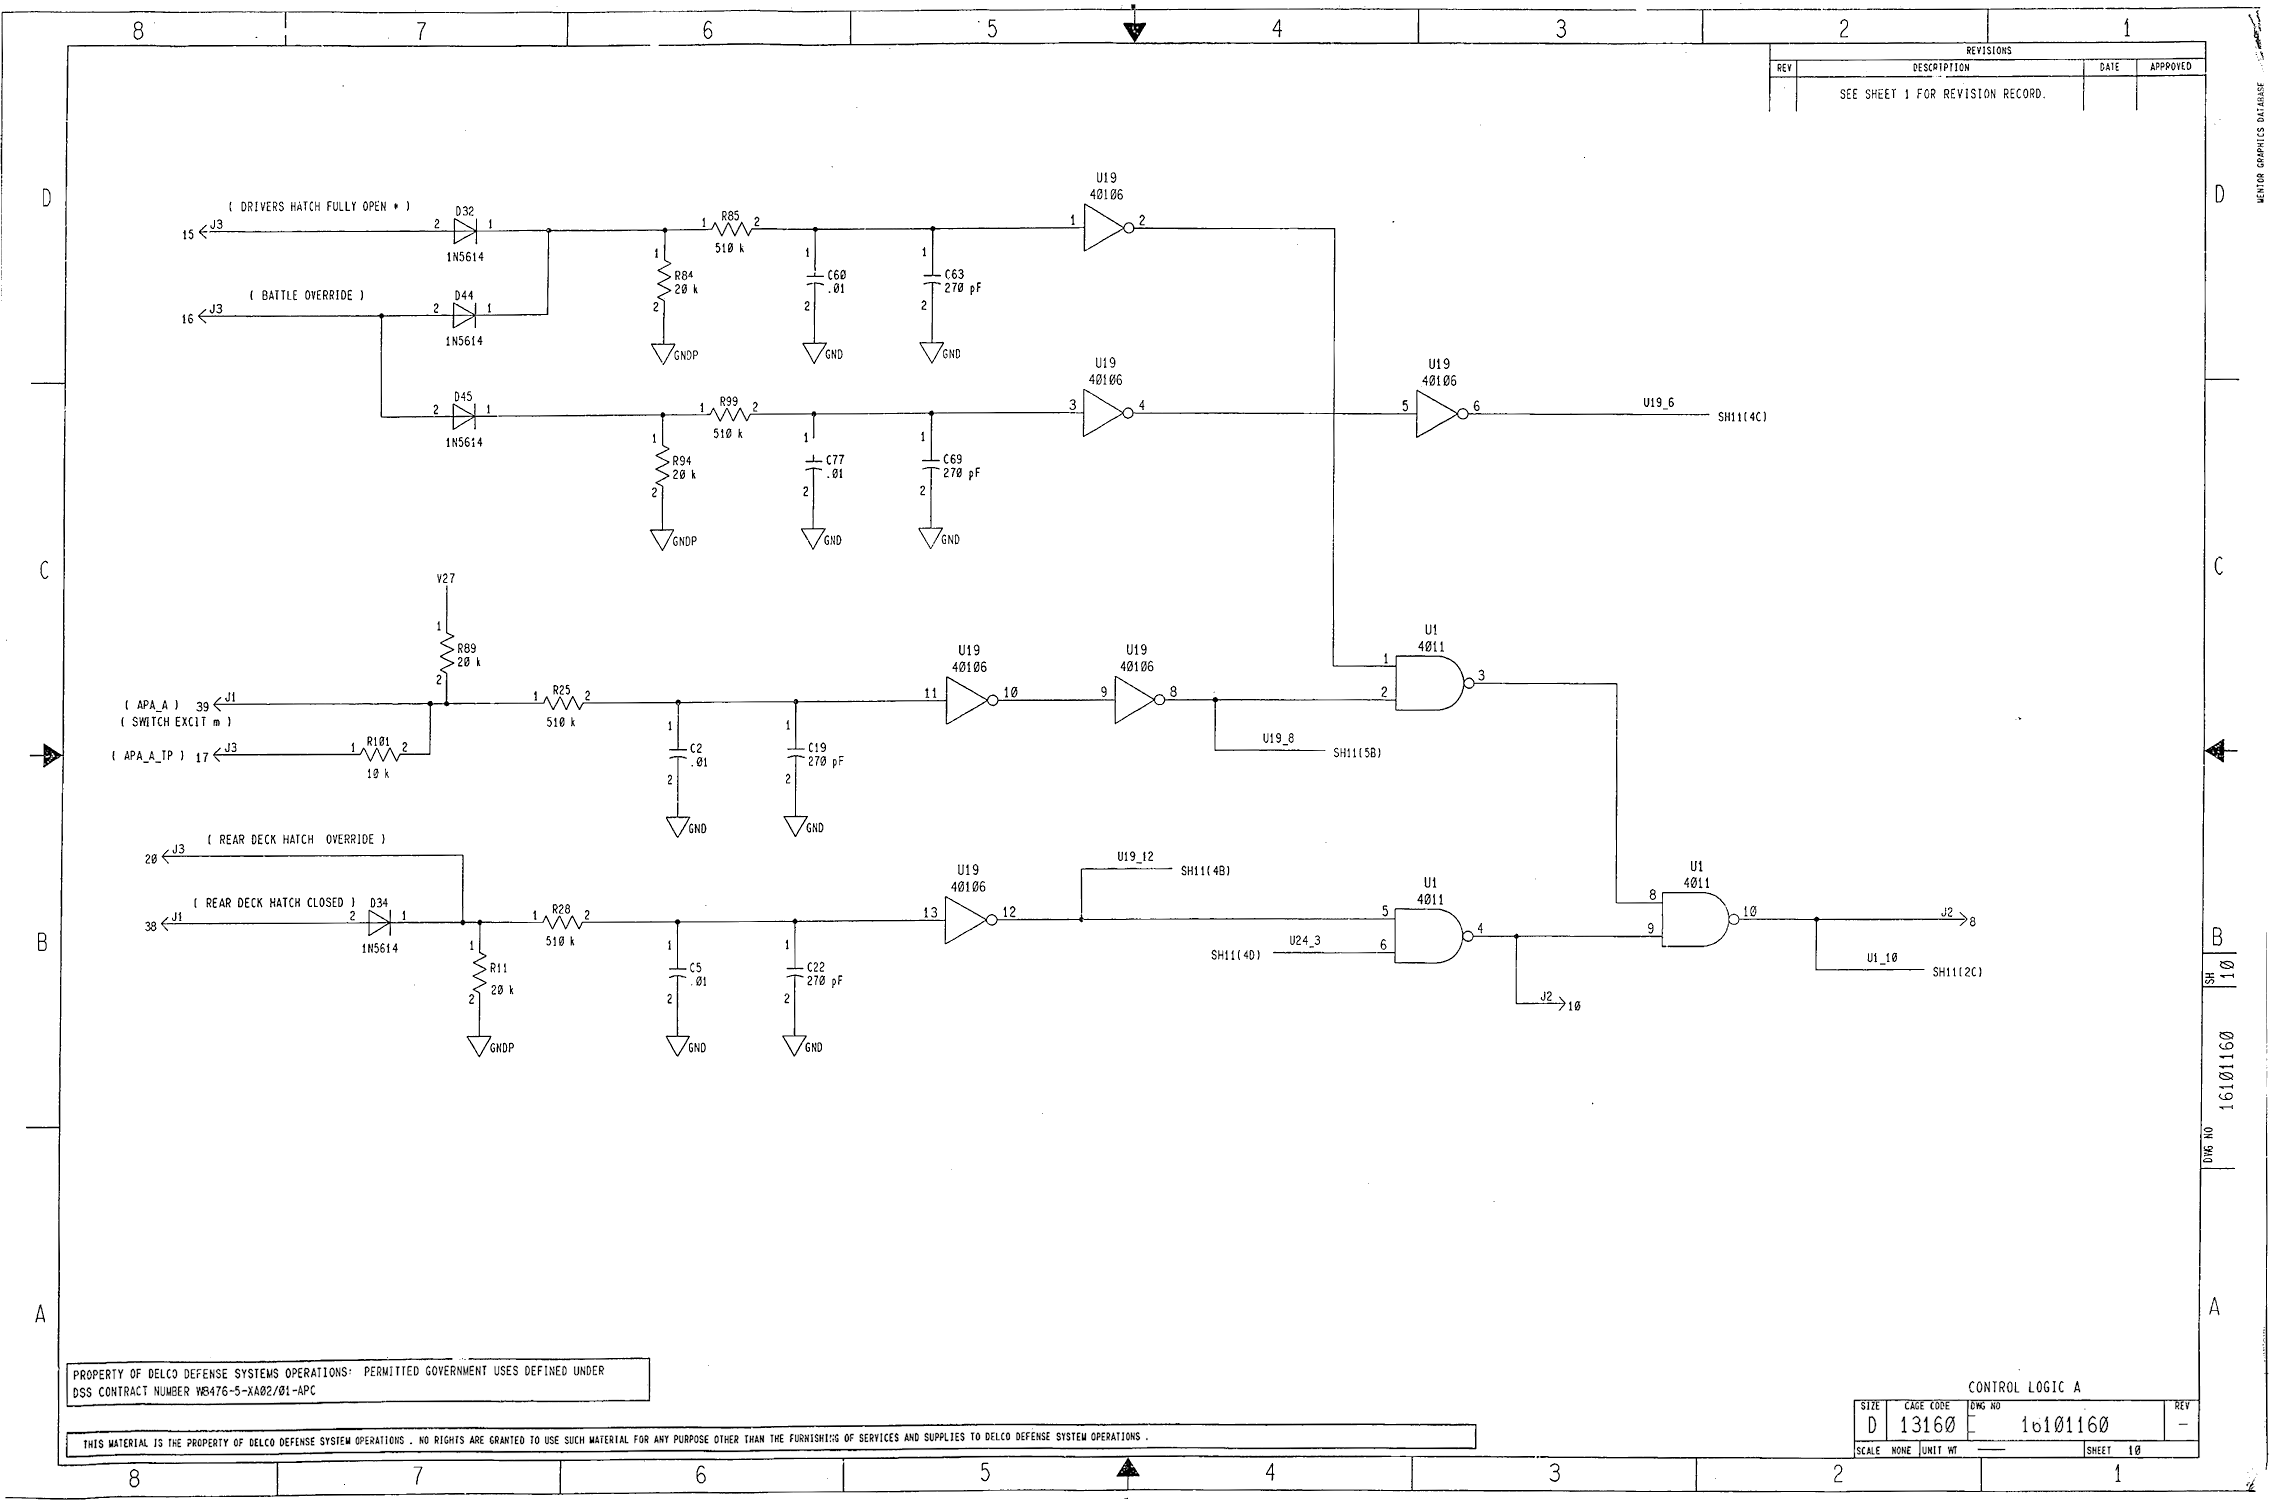 8 7 6 5 4 3 2 1
REVISIONS
REV DESCRIPTION DATE APPROVED
SEE SHEET 1 FOR REVISION RECORD.
MENTOR GRAPHICS DATABASE
D D
( DRIVERS HATCH FULLY OPEN * )
15 J3
2 D32 1
1N5614
1 R85 2
510 k
U19
40106
1 2
1 R84
20 k
2
GNDP
1 C60
.01
2
GND
1 C63
270 pF
2
GND
( BATTLE OVERRIDE )
16 J3
2 D44 1
1N5614
2 D45 1
1N5614
1 R99 2
510 k
U19
40106
3 4
U19
40106
5 6
U19_6
SH11(4C)
1 R94
20 k
2
GNDP
1 C77
.01
2
GND
1 C69
270 pF
2
GND
C C
V27
1
R89
20 k
2
( APA_A ) 39 J1
( SWITCH EXCIT m )
( APA_A_TP ) 17 J3
1 R101 2
10 k
1 R25 2
510 k
1
C2
.01
2
GND
1
C19
270 pF
2
GND
U19
40106
11 10
U19
40106
9 8
U19_8
SH11(5B)
U1
4011
1
2
3
( REAR DECK HATCH OVERRIDE )
20 J3
( REAR DECK HATCH CLOSED )
38 J1
2 D34 1
1N5614
1
R11
20 k
2
GNDP
1 R28 2
510 k
1
C5
.01
2
GND
1
C22
270 pF
2
GND
U19
40106
13 12
U19_12
SH11(4B)
SH11(4D)
U24_3
U1
4011
5
6
4
J2
10
U1
4011
8
9
10
J2
8
U1_10
SH11(2C)
B B
SH 10
DWG NO 16101160
A A
PROPERTY OF DELCO DEFENSE SYSTEMS OPERATIONS: PERMITTED GOVERNMENT USES DEFINED UNDER
DSS CONTRACT NUMBER W8476-5-XA02/01-APC
THIS MATERIAL IS THE PROPERTY OF DELCO DEFENSE SYSTEM OPERATIONS . NO RIGHTS ARE GRANTED TO USE SUCH MATERIAL FOR ANY PURPOSE OTHER THAN THE FURNISHING OF SERVICES AND SUPPLIES TO DELCO DEFENSE SYSTEM OPERATIONS .
CONTROL LOGIC A
SIZE CAGE CODE DWG NO REV
D 13160 16101160 –
SCALE NONE UNIT WT — SHEET 10
8 7 6 5 4 3 2 1